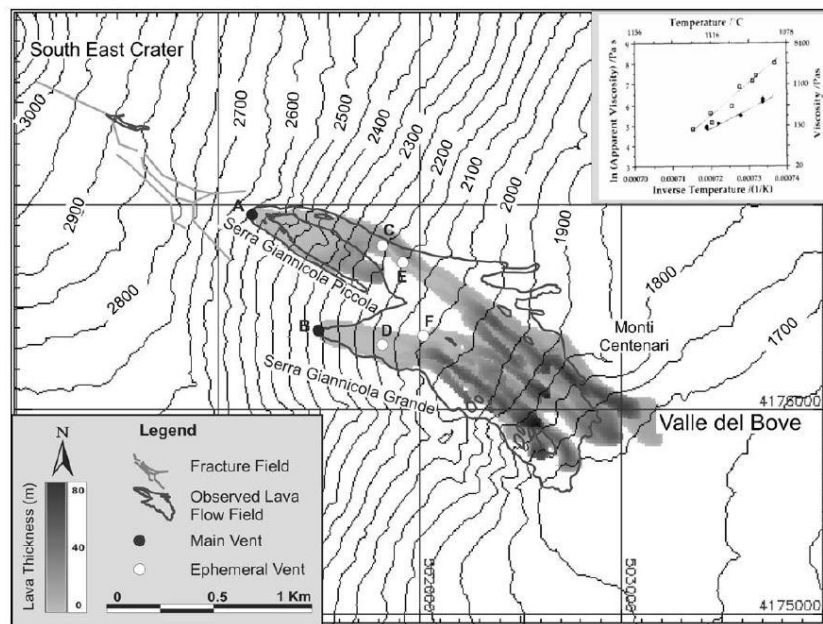 South East Crater
3000
2900
2800
2700
2600
2500
2400
2300
2200
2100
2000
1900
1800
1700
A
B
C
D
E
F
Serra Giannicola Piccola
Serra Giannicola Grande
Monti
Centenari
Valle del Bove
4176000
4175000
502000
503000
Temperature / °C
1156
1116
1078
ln (Apparent Viscosity) /Pa s
9
8
7
6
5
4
3
Viscosity /Pa s
8100
1100
150
20
0.00070
0.00071
0.00072
0.00073
0.00074
Inverse Temperature /(1/K)
N
Legend
Fracture Field
Observed Lava
Flow Field
Main Vent
Ephemeral Vent
Lava Thickness (m)
80
40
0
0
0.5
1 Km